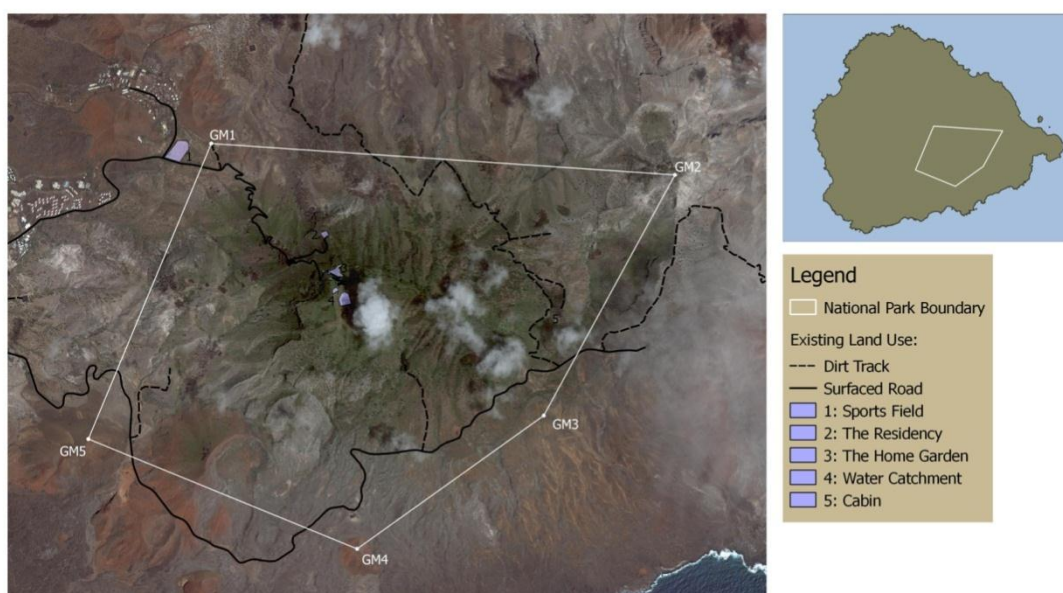 GM1
GM2
GM3
GM4
GM5
5
Legend
National Park Boundary
Existing Land Use:
Dirt Track
Surfaced Road
1: Sports Field
2: The Residency
3: The Home Garden
4: Water Catchment
5: Cabin